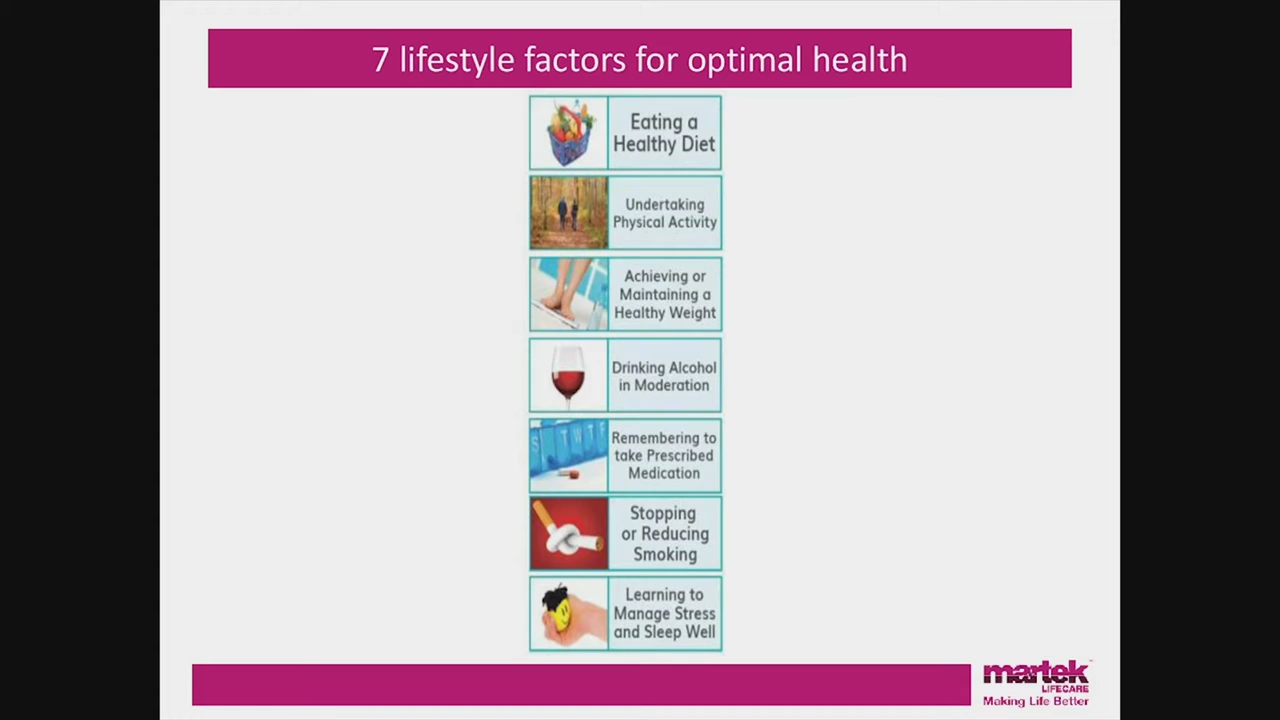 7 lifestyle factors for optimal health
Eating a
Healthy Diet
Undertaking
Physical Activity
Achieving or
Maintaining a
Healthy Weight
Drinking Alcohol
in Moderation
S T W T F
Remembering to
take Prescribed
Medication
Stopping
or Reducing
Smoking
Learning to
Manage Stress
and Sleep Well
martek
LIFECARE
Making Life Better